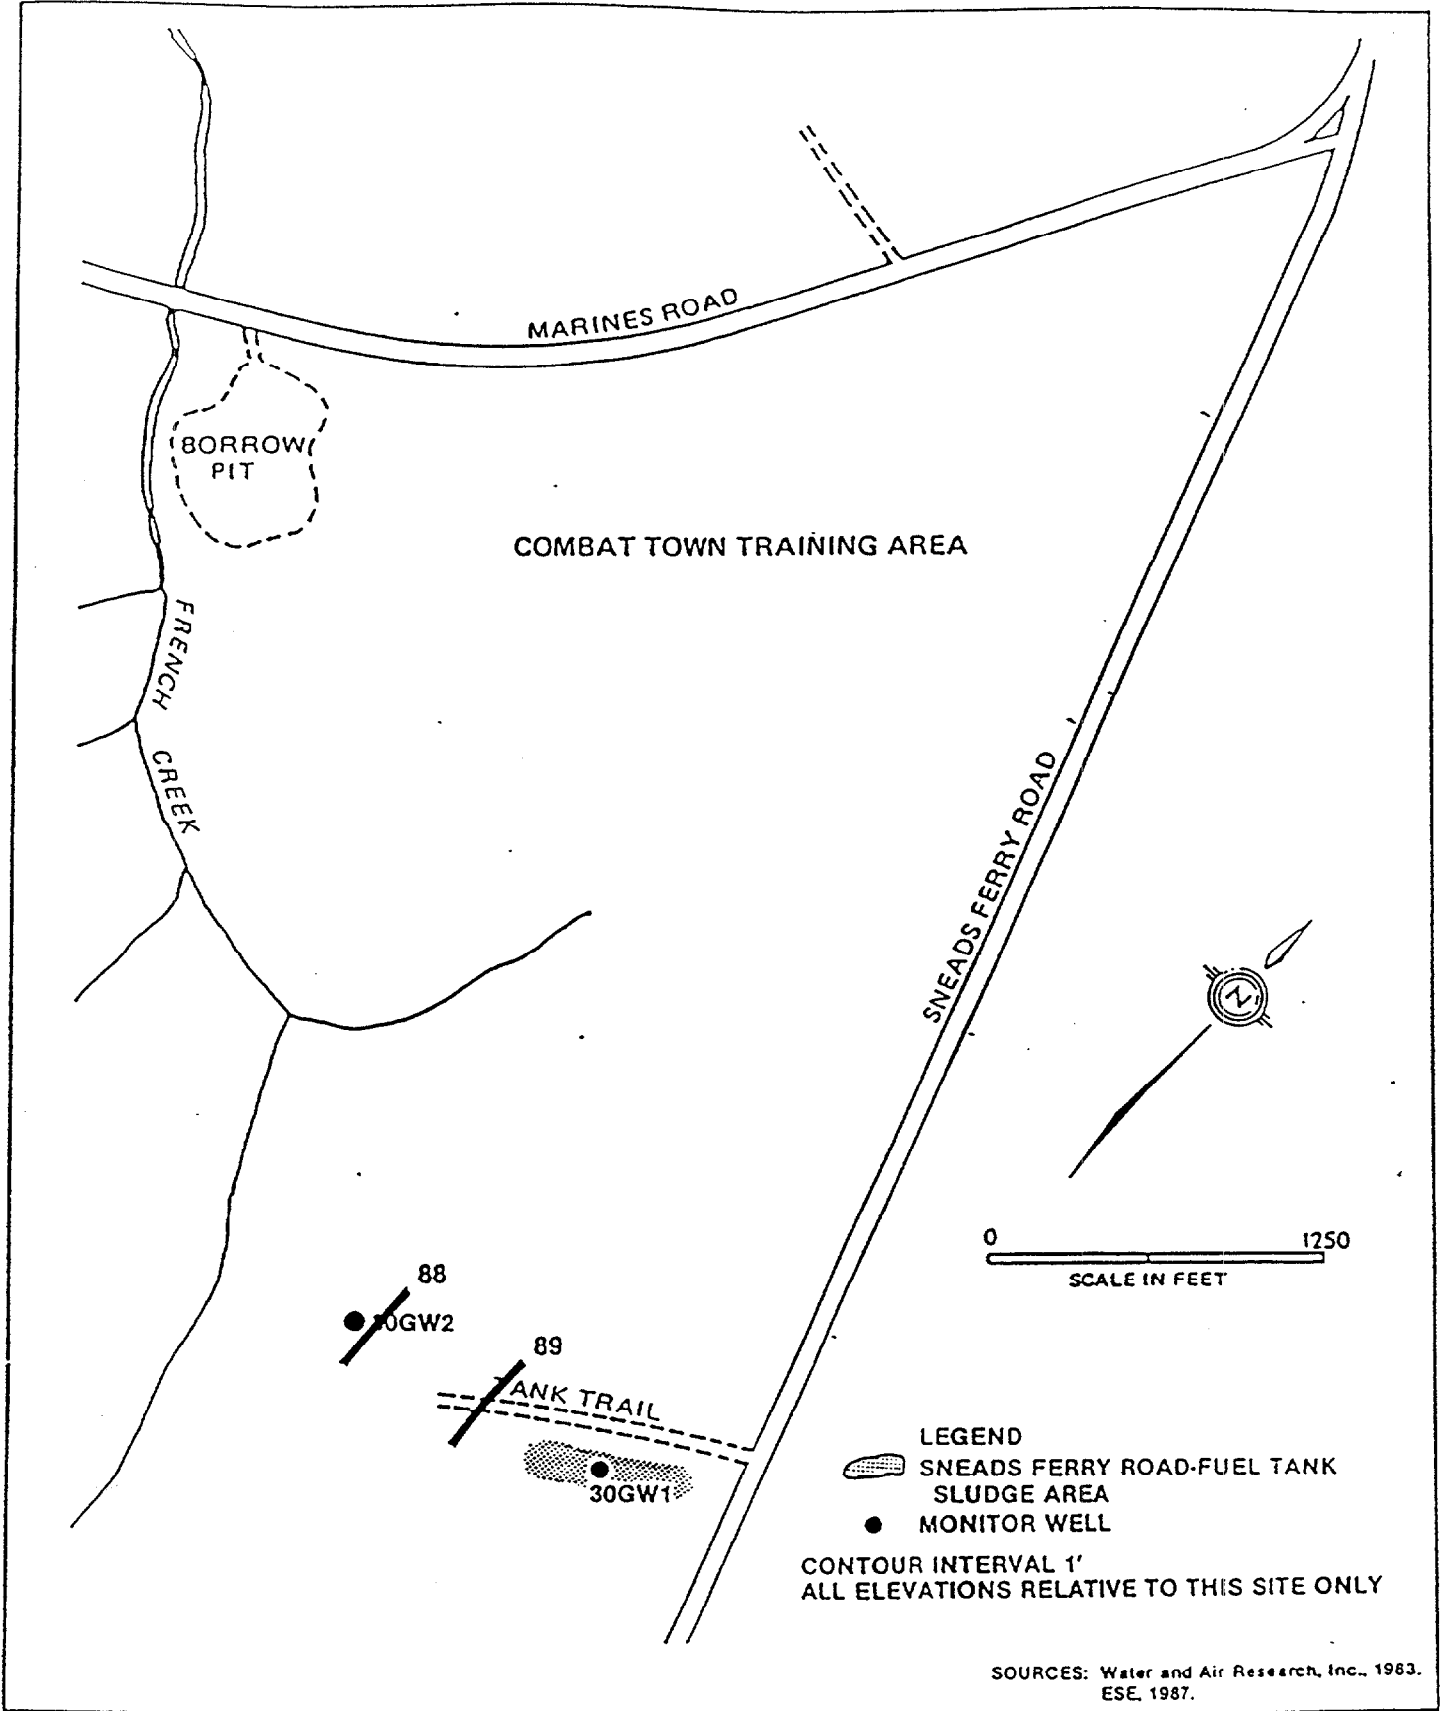 MARINES ROAD
BORROW
PIT
COMBAT TOWN TRAINING AREA
FRENCH
CREEK
SNEADS FERRY ROAD
N
0 1250
SCALE IN FEET
88
30GW2
89
TANK TRAIL
30GW1
LEGEND
SNEADS FERRY ROAD-FUEL TANK
SLUDGE AREA
MONITOR WELL
CONTOUR INTERVAL 1'
ALL ELEVATIONS RELATIVE TO THIS SITE ONLY
SOURCES: Water and Air Research, Inc., 1983.
ESE, 1987.